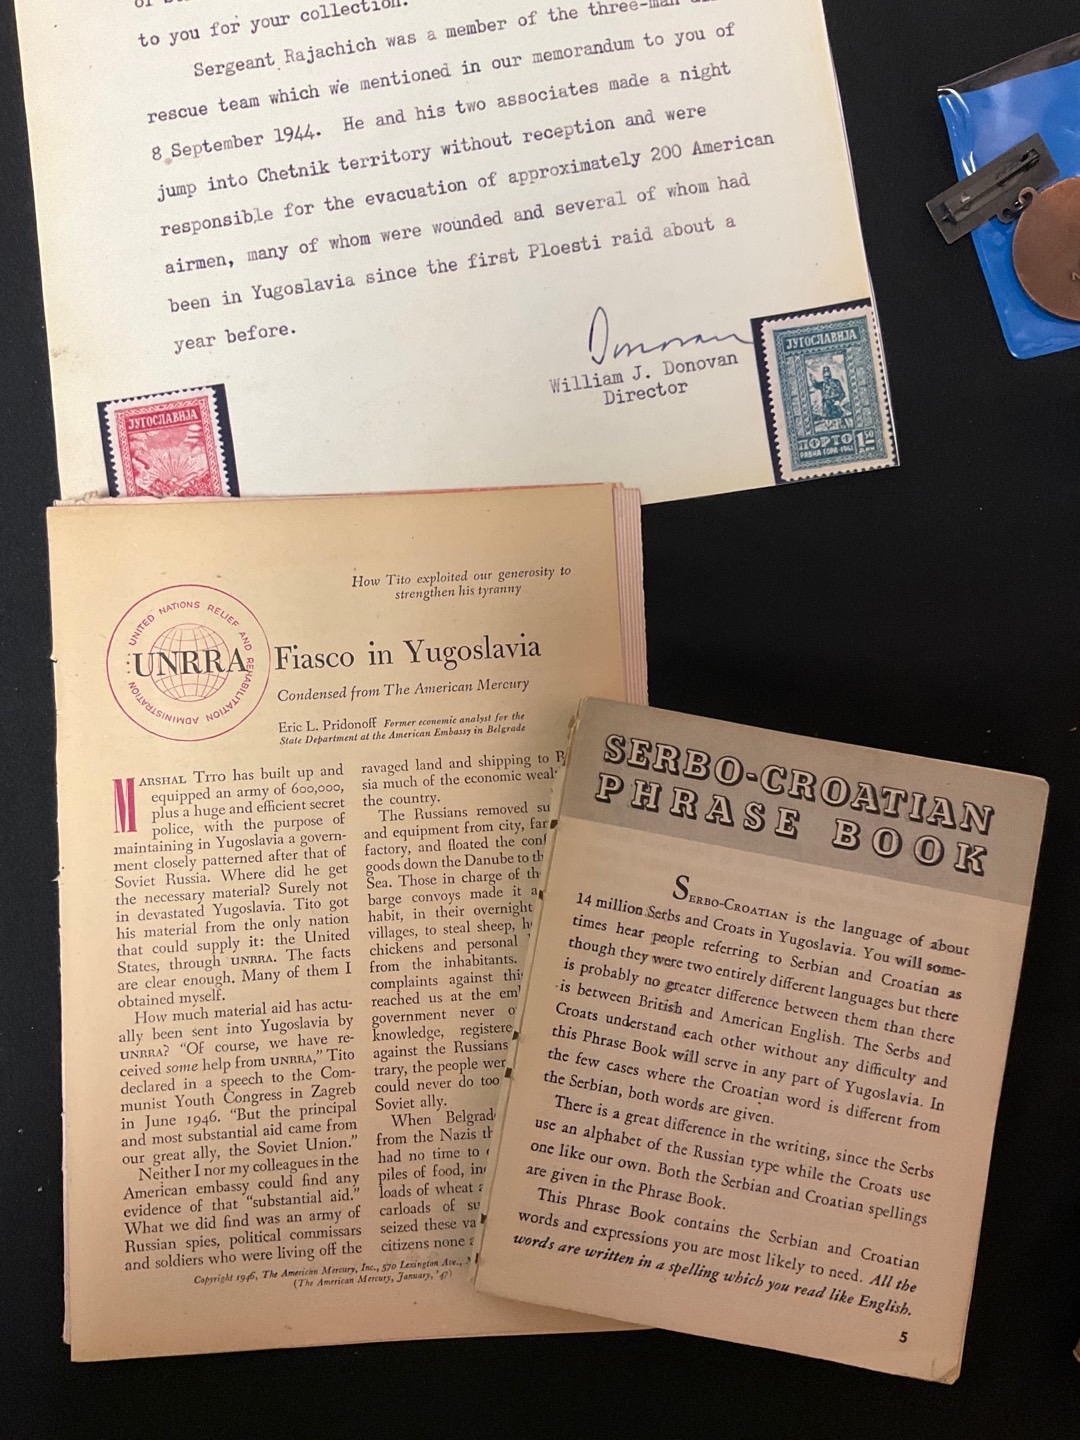 to you for your collection.
Sergeant Rajachich was a member of the three-man
rescue team which we mentioned in our memorandum to you of
8 September 1944. He and his two associates made a night
jump into Chetnik territory without reception and were
responsible for the evacuation of approximately 200 American
airmen, many of whom were wounded and several of whom had
been in Yugoslavia since the first Ploesti raid about a
year before.
Donovan
William J. Donovan
Director
ЈУГОСЛАВИЈА
ЈУГОСЛАВИЈА
ПОРТО
РАВНА ГОРА
1.50
How Tito exploited our generosity to
strengthen his tyranny
UNITED NATIONS RELIEF AND REHABILITATION ADMINISTRATION
UNRRA Fiasco in Yugoslavia
Condensed from The American Mercury
Eric L. Pridonoff Former economic analyst for the
State Department at the American Embassy in Belgrade
MARSHAL TITO has built up and
equipped an army of 600,000,
plus a huge and efficient secret
police, with the purpose of
maintaining in Yugoslavia a govern-
ment closely patterned after that of
Soviet Russia. Where did he get
the necessary material? Surely not
in devastated Yugoslavia. Tito got
his material from the only nation
that could supply it: the United
States, through UNRRA. The facts
are clear enough. Many of them I
obtained myself.
How much material aid has actu-
ally been sent into Yugoslavia by
UNRRA? "Of course, we have re-
ceived some help from UNRRA," Tito
declared in a speech to the Com-
munist Youth Congress in Zagreb
in June 1946. "But the principal
and most substantial aid came from
our great ally, the Soviet Union."
Neither I nor my colleagues in the
American embassy could find any
evidence of that "substantial aid."
What we did find was an army of
Russian spies, political commissars
and soldiers who were living off the
ravaged land and shipping to
sia much of the economic
the country.
The Russians removed
and equipment from city,
factory, and floated the
goods down the Danube to
Sea. Those in charge of
barge convoys made it
habit, in their overnight
villages, to steal sheep,
chickens and personal
from the inhabitants.
complaints against
reached us at the
government never
knowledge,
against the Russians
trary, the people
could never do too
Soviet ally.
When
from the Nazis
had no time to
piles of food,
loads of wheat
carloads of
seized these
citizens none
Copyright 1946, The American Mercury, Inc., 570 Lexington Ave.,
(The American Mercury, January, '47)
SERBO-CROATIAN
PHRASE BOOK
SERBO-CROATIAN is the language of about
14 million Serbs and Croats in Yugoslavia. You will some-
times hear people referring to Serbian and Croatian as
though they were two entirely different languages but there
is probably no greater difference between them than there
is between British and American English. The Serbs and
Croats understand each other without any difficulty and
this Phrase Book will serve in any part of Yugoslavia. In
the few cases where the Croatian word is different from
the Serbian, both words are given.
There is a great difference in the writing, since the Serbs
use an alphabet of the Russian type while the Croats use
one like our own. Both the Serbian and Croatian spellings
are given in the Phrase Book.
This Phrase Book contains the Serbian and Croatian
words and expressions you are most likely to need. All the
words are written in a spelling which you read like English.
5